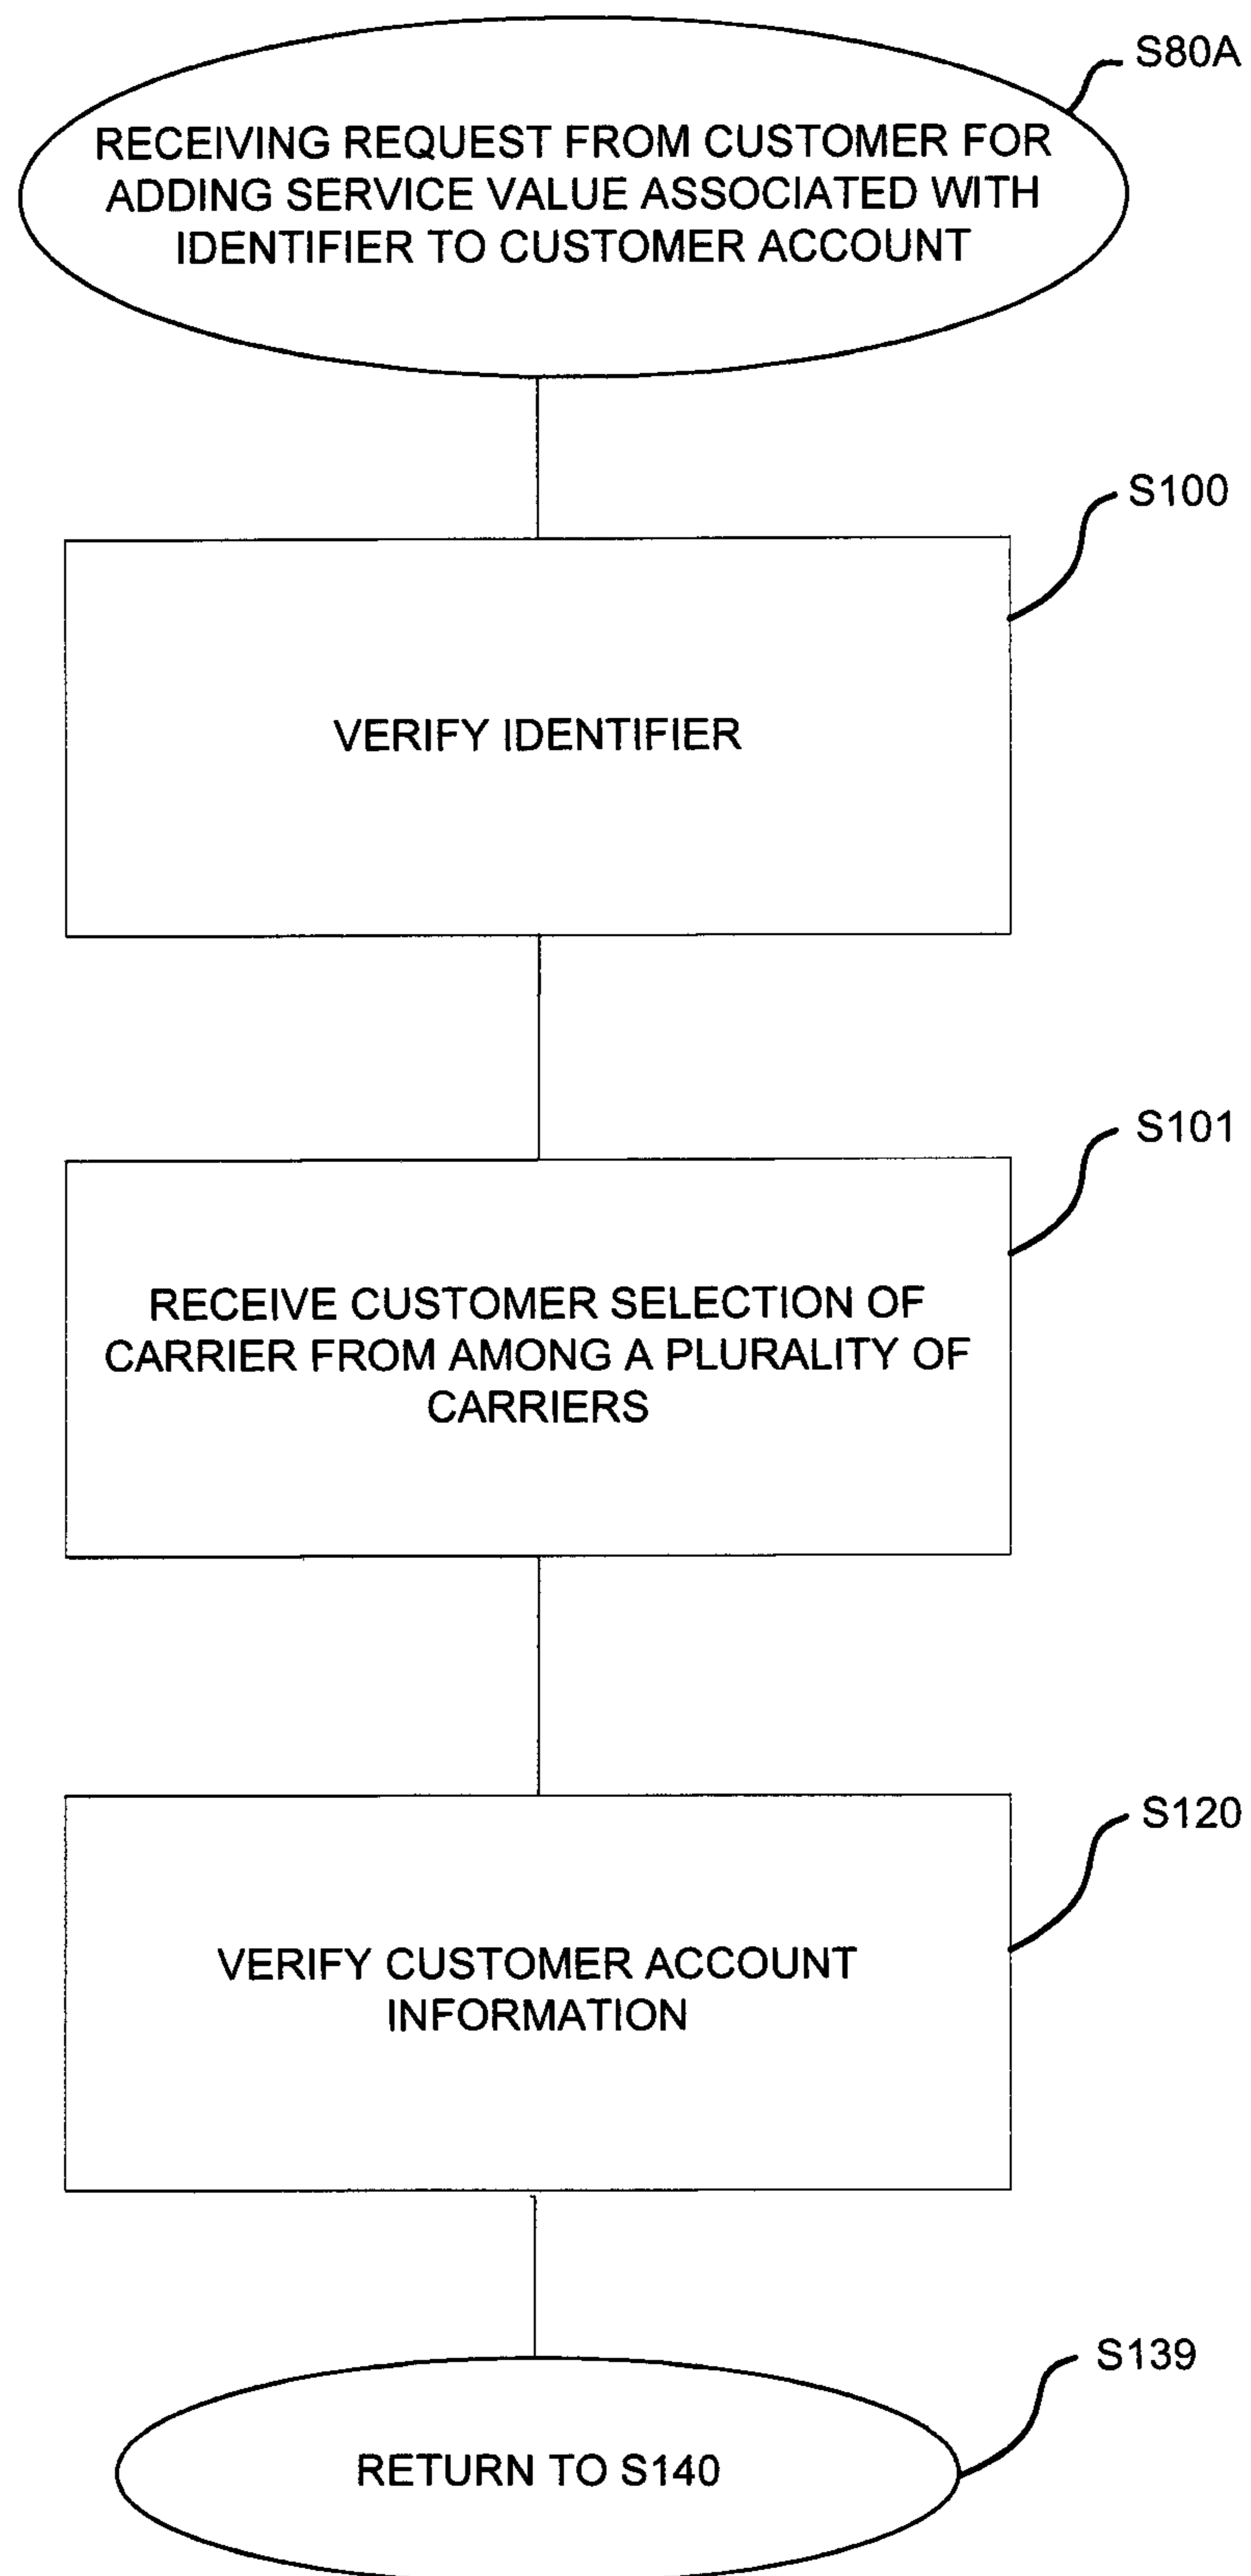 S80A
RECEIVING REQUEST FROM CUSTOMER FOR
ADDING SERVICE VALUE ASSOCIATED WITH
IDENTIFIER TO CUSTOMER ACCOUNT
S100
VERIFY IDENTIFIER
S101
RECEIVE CUSTOMER SELECTION OF
CARRIER FROM AMONG A PLURALITY OF
CARRIERS
S120
VERIFY CUSTOMER ACCOUNT
INFORMATION
S139
RETURN TO S140